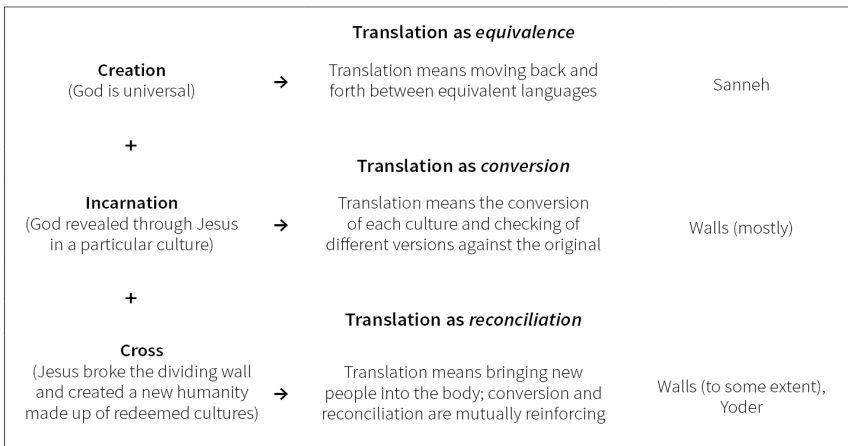 Translation as equivalence
Creation
(God is universal)
→
Translation means moving back and
forth between equivalent languages
Sanneh
+
Translation as conversion
Incarnation
(God revealed through Jesus
in a particular culture)
→
Translation means the conversion
of each culture and checking of
different versions against the original
Walls (mostly)
+
Translation as reconciliation
Cross
(Jesus broke the dividing wall
and created a new humanity
made up of redeemed cultures)
→
Translation means bringing new
people into the body; conversion and
reconciliation are mutually reinforcing
Walls (to some extent),
Yoder